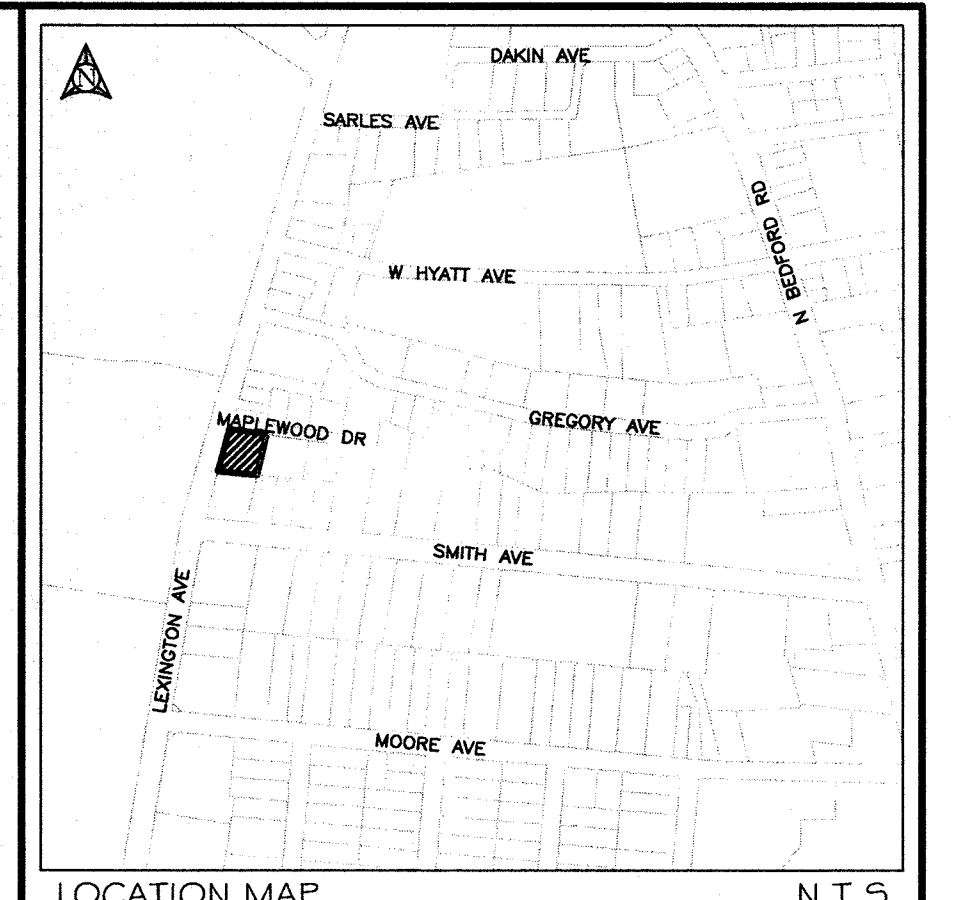 N
DAKIN AVE
SARLES AVE
N BEDFORD RD
W HYATT AVE
MAPLEWOOD DR
GREGORY AVE
SMITH AVE
LEXINGTON AVE
MOORE AVE
LOCATION MAP
N.T.S.